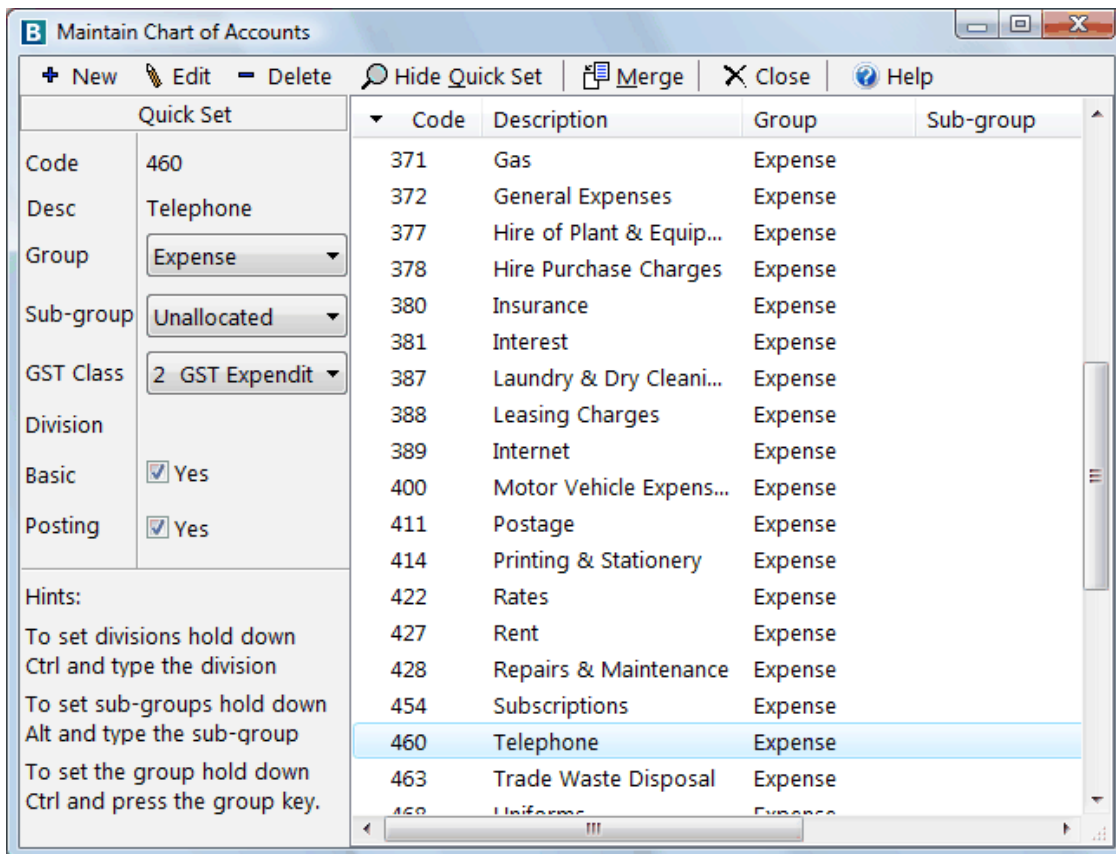 B Maintain Chart of Accounts
New Edit Delete Hide Quick Set Merge Close Help
Quick Set
Code 460
Desc Telephone
Group Expense
Sub-group Unallocated
GST Class 2 GST Expendit
Division
Basic Yes
Posting Yes
Hints:
To set divisions hold down
Ctrl and type the division
To set sub-groups hold down
Alt and type the sub-group
To set the group hold down
Ctrl and press the group key.
Code Description Group Sub-group
371 Gas Expense
372 General Expenses Expense
377 Hire of Plant & Equip... Expense
378 Hire Purchase Charges Expense
380 Insurance Expense
381 Interest Expense
387 Laundry & Dry Cleani... Expense
388 Leasing Charges Expense
389 Internet Expense
400 Motor Vehicle Expens... Expense
411 Postage Expense
414 Printing & Stationery Expense
422 Rates Expense
427 Rent Expense
428 Repairs & Maintenance Expense
454 Subscriptions Expense
460 Telephone Expense
463 Trade Waste Disposal Expense
468 Uniforms Expense